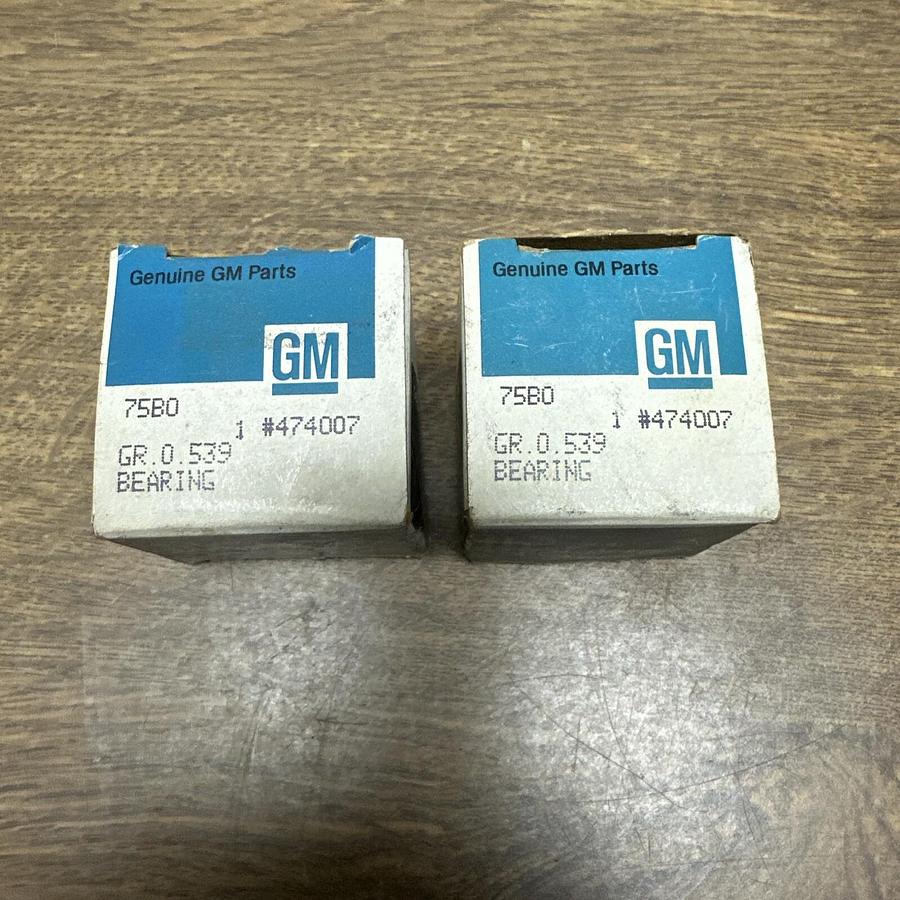 Genuine GM Parts
GM
75B0
1 #474007
GR.0.539
BEARING
Genuine GM Parts
GM
75B0
1 #474007
GR.0.539
BEARING